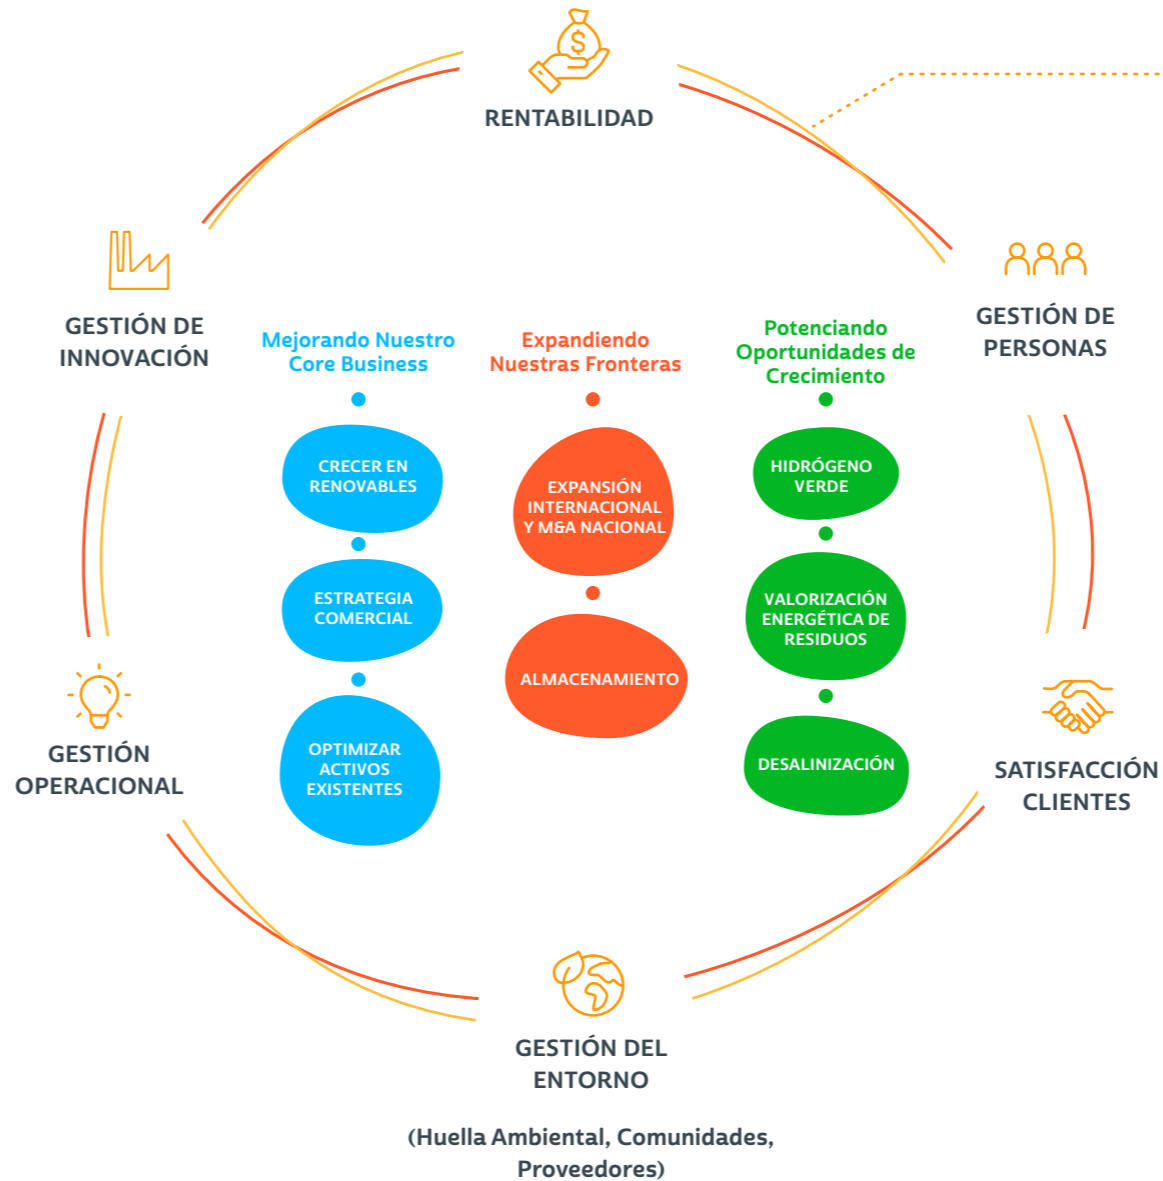 RENTABILIDAD
GESTIÓN DE
INNOVACIÓN
GESTIÓN DE
PERSONAS
Mejorando Nuestro
Core Business
CRECER EN
RENOVABLES
ESTRATEGIA
COMERCIAL
OPTIMIZAR
ACTIVOS
EXISTENTES
Expandiendo
Nuestras Fronteras
EXPANSIÓN
INTERNACIONAL
Y M&A NACIONAL
ALMACENAMIENTO
Potenciando
Oportunidades de
Crecimiento
HIDRÓGENO
VERDE
VALORIZACIÓN
ENERGÉTICA DE
RESIDUOS
DESALINIZACIÓN
GESTIÓN
OPERACIONAL
SATISFACCIÓN
CLIENTES
GESTIÓN DEL
ENTORNO
(Huella Ambiental, Comunidades,
Proveedores)